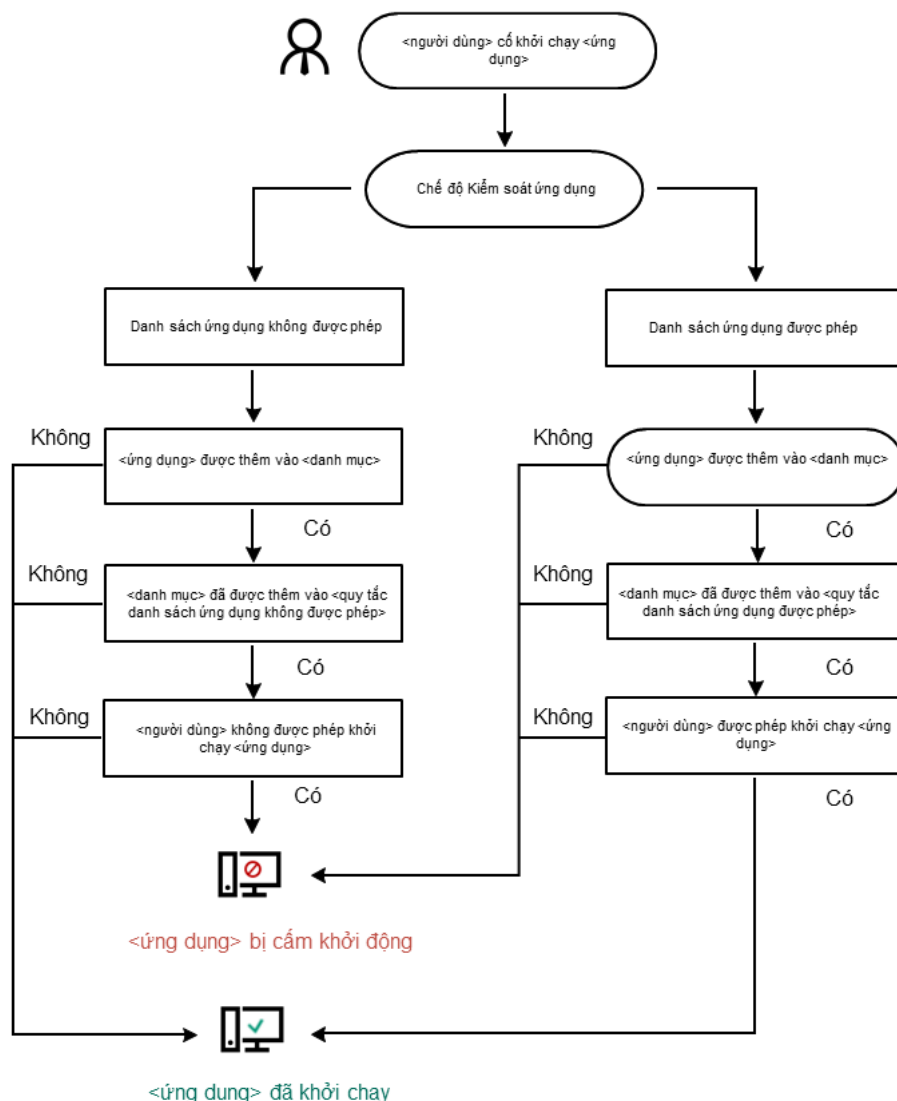 <người dùng> cố khởi chạy <ứng
dụng>
Chế độ Kiểm soát ứng dụng
Danh sách ứng dụng không được phép
Danh sách ứng dụng được phép
Không
<ứng dụng> được thêm vào <danh mục>
Không
<ứng dụng> được thêm vào <danh mục>
Có
Có
Không
<danh mục> đã được thêm vào <quy tắc
danh sách ứng dụng không được phép>
Không
<danh mục> đã được thêm vào <quy tắc
danh sách ứng dụng được phép>
Có
Có
Không
<người dùng> không được phép khởi
chạy <ứng dụng>
Không
<người dùng> được phép khởi chạy <ứng
dụng>
Có
Có
<ứng dụng> bị cấm khởi động
<ứng dụng> đã khởi chạy